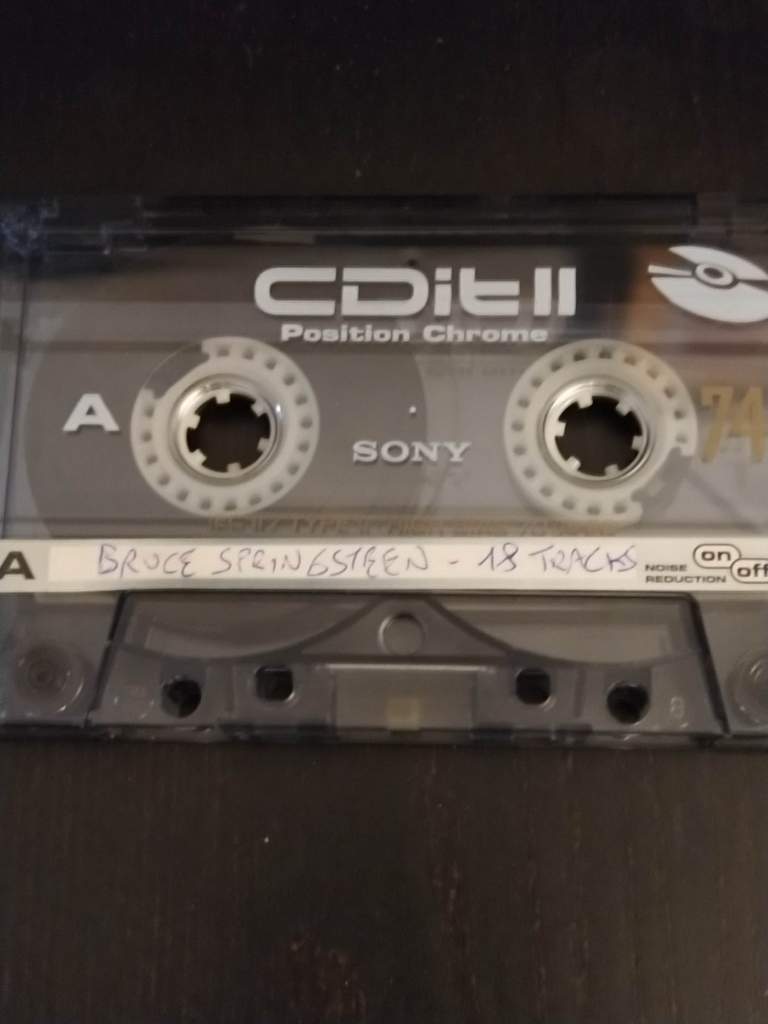 CDit II
Position Chrome
A
74
SONY
A BRUCE SPRINGSTEEN - 18 TRACKS NOISE REDUCTION on off